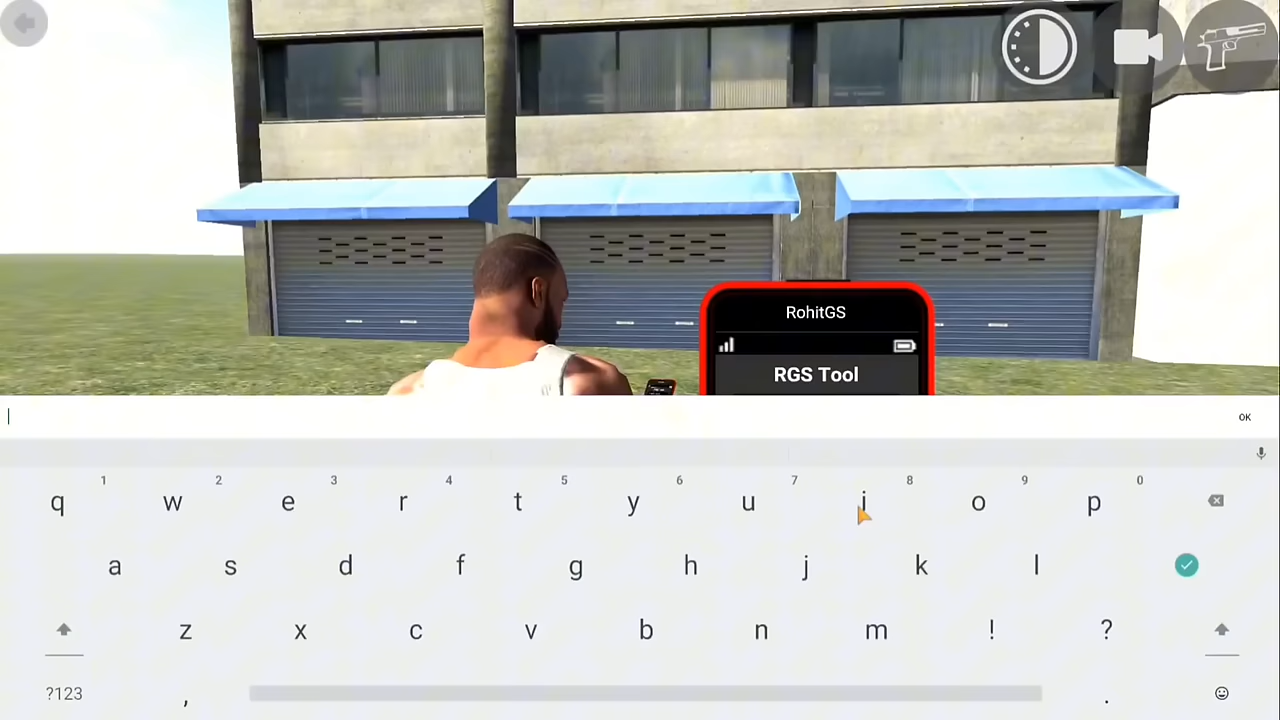 RohitGS
RGS Tool
OK
1 2 3 4 5 6 7 8 9 0
q w e r t y u i o p
a s d f g h j k l
z x c v b n m ! ?
?123 , .